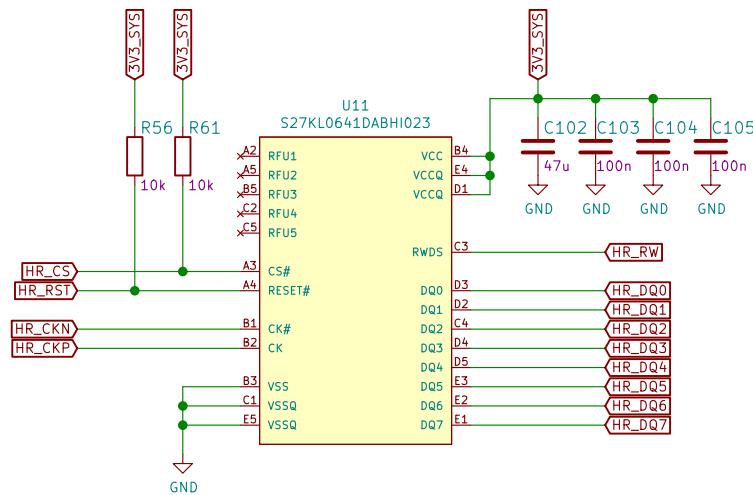 3V3_SYS 3V3_SYS 3V3_SYS
U11
S27KL0641DABHI023
R56 R61
10k 10k
C102 C103 C104 C105
47u 100n 100n 100n
GND GND GND GND
A2 RFU1
A5 RFU2
B5 RFU3
C2 RFU4
C5 RFU5
HR_CS A3 CS#
HR_RST A4 RESET#
HR_CKN B1 CK#
HR_CKP B2 CK
B3 VSS
C1 VSSQ
E5 VSSQ
GND
VCC B4
VCCQ E4
VCCQ D1
RWDS C3 HR_RW
DQ0 D3 HR_DQ0
DQ1 D2 HR_DQ1
DQ2 C4 HR_DQ2
DQ3 D4 HR_DQ3
DQ4 D5 HR_DQ4
DQ5 E3 HR_DQ5
DQ6 E2 HR_DQ6
DQ7 E1 HR_DQ7